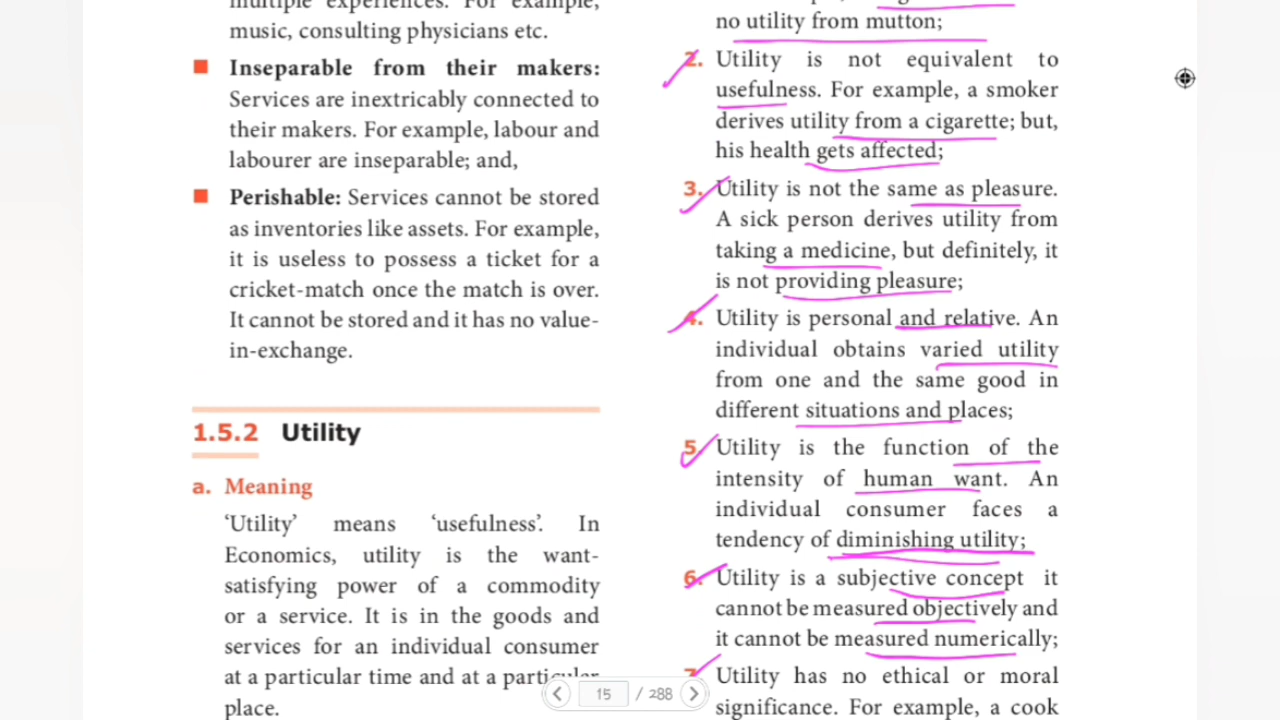 multiple experiences. For example,
music, consulting physicians etc.
Inseparable from their makers:
Services are inextricably connected to
their makers. For example, labour and
labourer are inseparable; and,
Perishable: Services cannot be stored
as inventories like assets. For example,
it is useless to possess a ticket for a
cricket-match once the match is over.
It cannot be stored and it has no value-
in-exchange.
1.5.2 Utility
a. Meaning
‘Utility’ means ‘usefulness’. In
Economics, utility is the want-
satisfying power of a commodity
or a service. It is in the goods and
services for an individual consumer
at a particular time and at a particular
place.
no utility from mutton;
2. Utility is not equivalent to
usefulness. For example, a smoker
derives utility from a cigarette; but,
his health gets affected;
3. Utility is not the same as pleasure.
A sick person derives utility from
taking a medicine, but definitely, it
is not providing pleasure;
4. Utility is personal and relative. An
individual obtains varied utility
from one and the same good in
different situations and places;
5. Utility is the function of the
intensity of human want. An
individual consumer faces a
tendency of diminishing utility;
6. Utility is a subjective concept it
cannot be measured objectively and
it cannot be measured numerically;
7. Utility has no ethical or moral
significance. For example, a cook
15 / 288